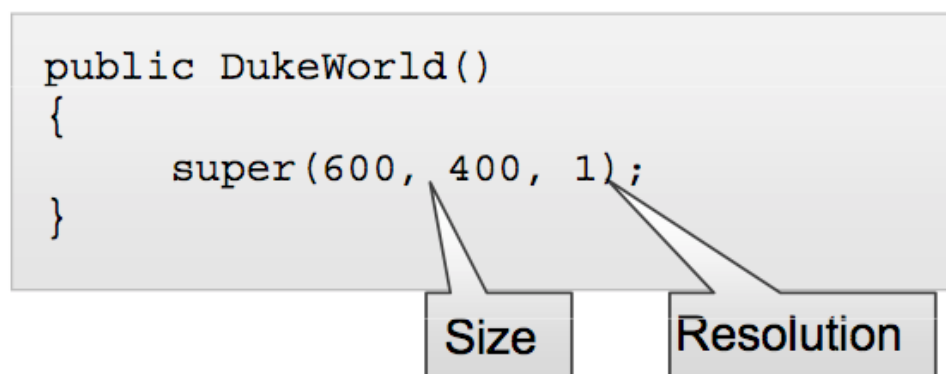 public DukeWorld()
{
super(600, 400, 1);
}
Size
Resolution